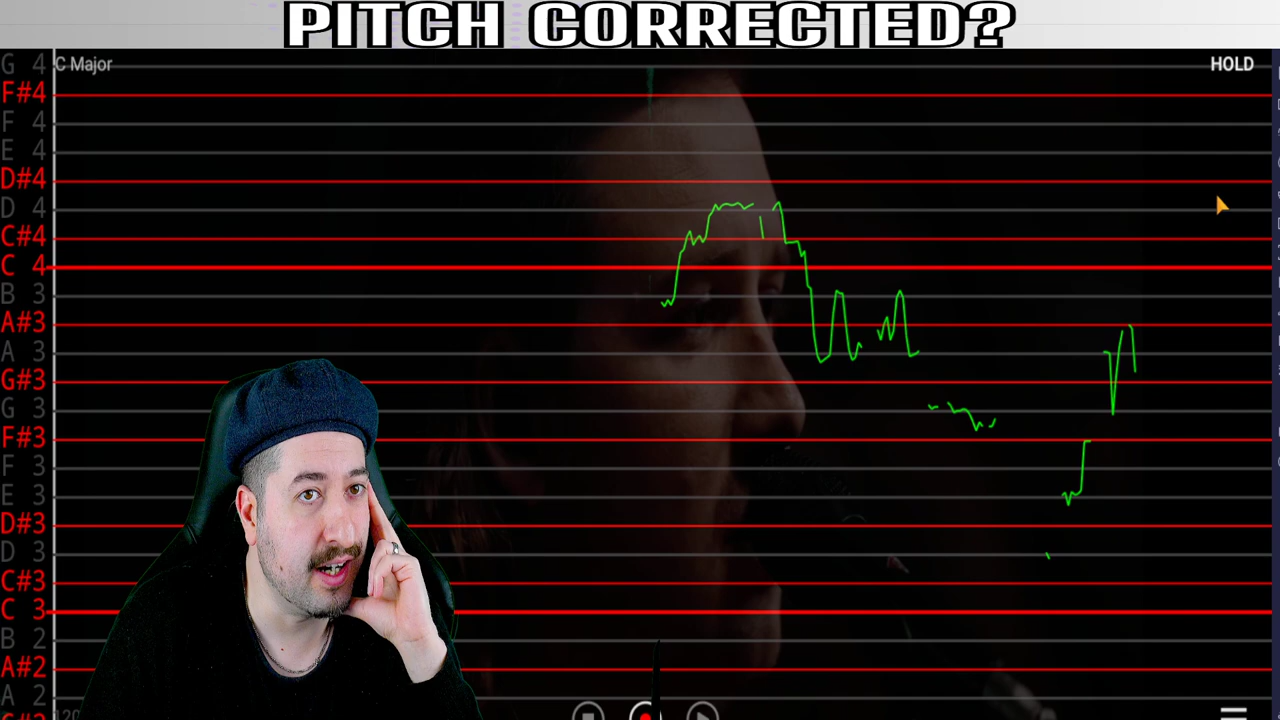 PITCH CORRECTED?
G 4 C Major HOLD
F#4
F 4
E 4
D#4
D 4
C#4
C 4
B 3
A#3
A 3
G#3
G 3
F#3
F 3
E 3
D#3
D 3
C#3
C 3
B 2
A#2
A 2
120